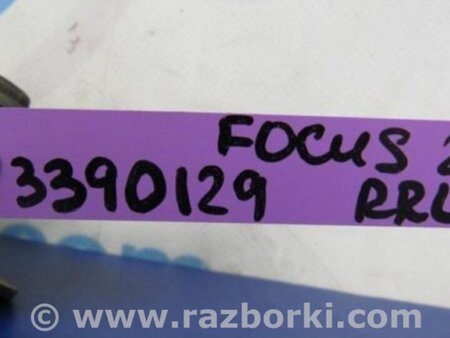 FOCUS 2
3390129 RRL
© www.razborki.com